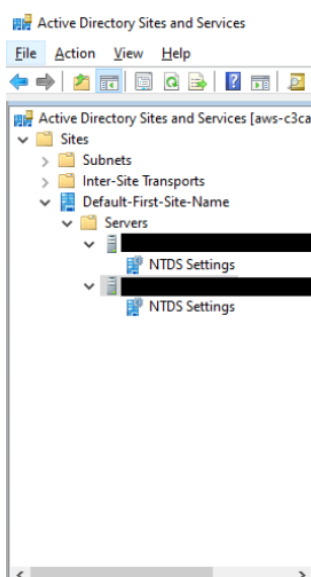 Active Directory Sites and Services
File Action View Help
Active Directory Sites and Services [aws-c3ca
Sites
Subnets
Inter-Site Transports
Default-First-Site-Name
Servers
NTDS Settings
NTDS Settings